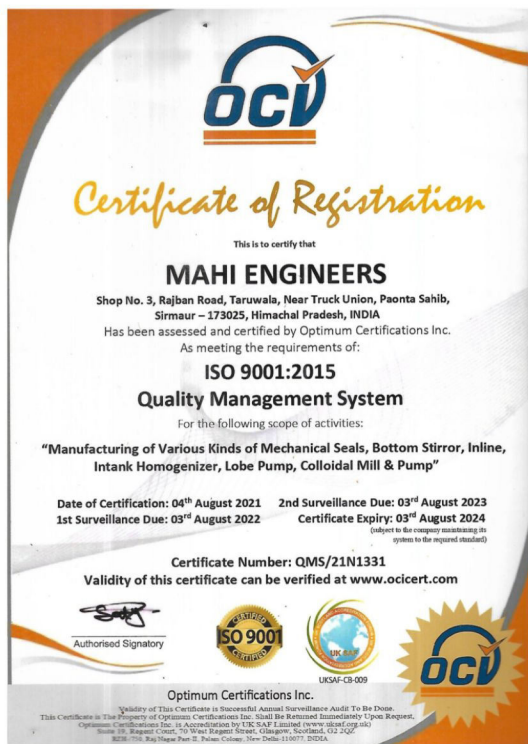 OCV
Certificate of Registration
This is to certify that
MAHI ENGINEERS
Shop No. 3, Rajban Road, Taruwala, Near Truck Union, Paonta Sahib,
Sirmaur – 173025, Himachal Pradesh, INDIA
Has been assessed and certified by Optimum Certifications Inc.
As meeting the requirements of:
ISO 9001:2015
Quality Management System
For the following scope of activities:
“Manufacturing of Various Kinds of Mechanical Seals, Bottom Stirror, Inline,
Intank Homogenizer, Lobe Pump, Colloidal Mill & Pump”
Date of Certification: 04th August 2021 2nd Surveillance Due: 03rd August 2023
1st Surveillance Due: 03rd August 2022 Certificate Expiry: 03rd August 2024
(subject to the company maintaining its
system to the required standard)
Certificate Number: QMS/21N1331
Validity of this certificate can be verified at www.ocicert.com
Authorised Signatory
CERTIFIED
ISO 9001
CERTIFIED
UK SAF
UKSAF-CB-009
OCV
Optimum Certifications Inc.
Validity of This Certificate is Successful Annual Surveillance Audit To Be Done.
This Certificate is The Property of Optimum Certifications Inc. Shall Be Returned Immediately Upon Request,
Optimum Certifications Inc. is Accreditation by UK SAF Limited (www.uksaf.org.uk)
Suite 19, Regent Court, 70 West Regent Street, Glasgow, Scotland, G2 2QZ
Raj Nagar Part-II, Palam Colony, New Delhi-110077, INDIA